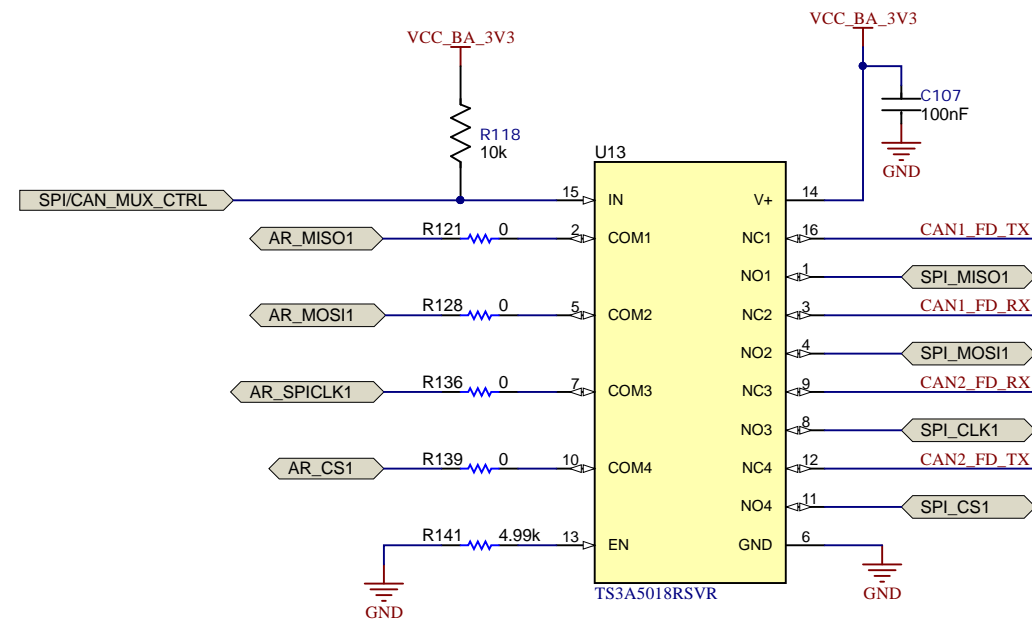 VCC_BA_3V3
VCC_BA_3V3
C107
100nF
R118
10k
GND
U13
SPI/CAN_MUX_CTRL
15
IN
V+
14
AR_MISO1
R121
0
2
COM1
NC1
16
CAN1_FD_TX
NO1
1
SPI_MISO1
AR_MOSI1
R128
0
5
COM2
NC2
3
CAN1_FD_RX
NO2
4
SPI_MOSI1
AR_SPICLK1
R136
0
7
COM3
NC3
9
CAN2_FD_RX
NO3
8
SPI_CLK1
AR_CS1
R139
0
10
COM4
NC4
12
CAN2_FD_TX
NO4
11
SPI_CS1
R141
4.99k
13
EN
GND
6
GND
TS3A5018RSVR
GND